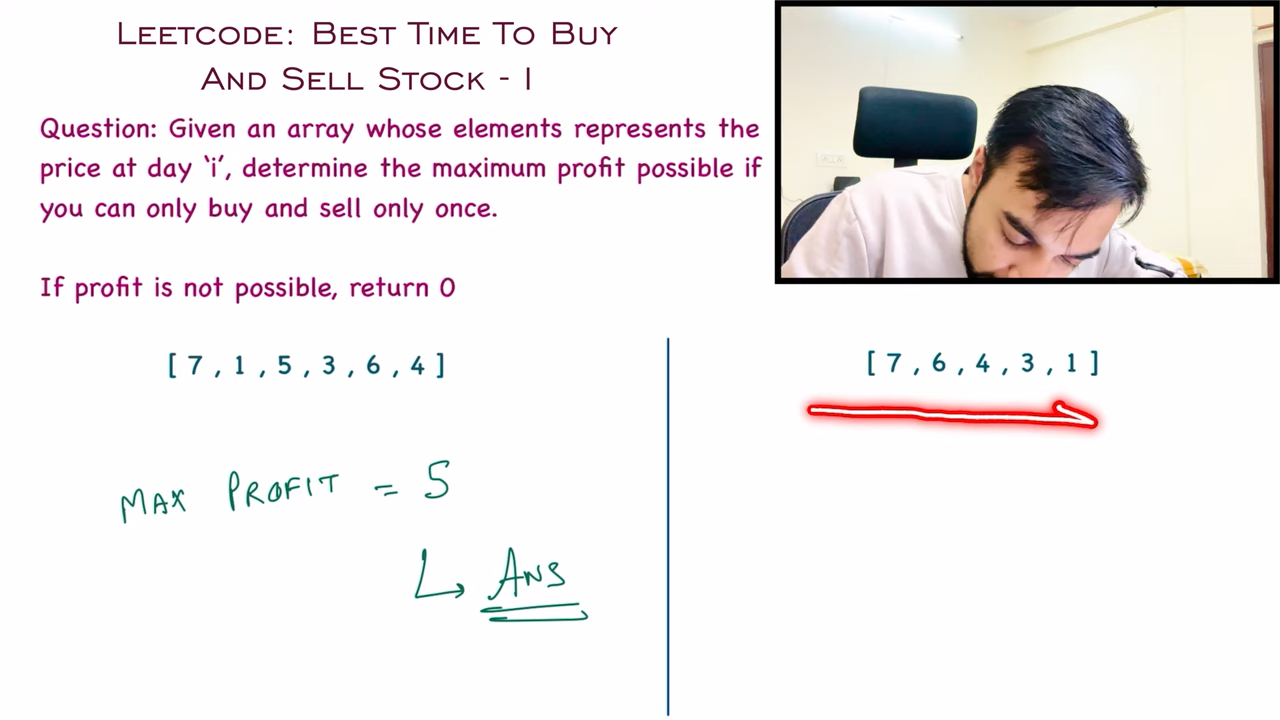 LEETCODE: BEST TIME TO BUY
AND SELL STOCK - I
Question: Given an array whose elements represents the
price at day ‘i’, determine the maximum profit possible if
you can only buy and sell only once.
If profit is not possible, return 0
[ 7 , 1 , 5 , 3 , 6 , 4 ]
MAX PROFIT = 5
↳ ANS
[ 7 , 6 , 4 , 3 , 1 ]